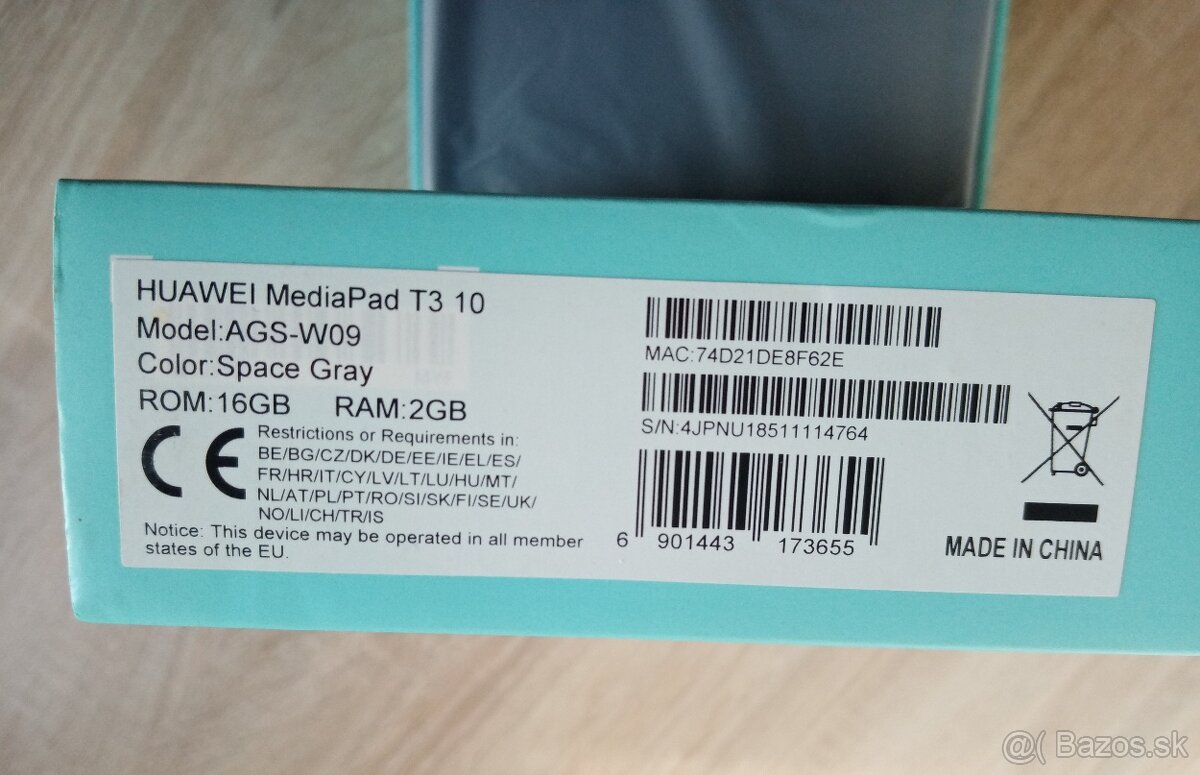 HUAWEI MediaPad T3 10
Model:AGS-W09
Color:Space Gray
ROM:16GB RAM:2GB
CE
Restrictions or Requirements in:
BE/BG/CZ/DK/DE/EE/IE/EL/ES/
FR/HR/IT/CY/LV/LT/LU/HU/MT/
NL/AT/PL/PT/RO/SI/SK/FI/SE/UK/
NO/LI/CH/TR/IS
Notice: This device may be operated in all member
states of the EU.
MAC:74D21DE8F62E
S/N:4JPNU18511114764
6 901443 173655
MADE IN CHINA
@( Bazos.sk